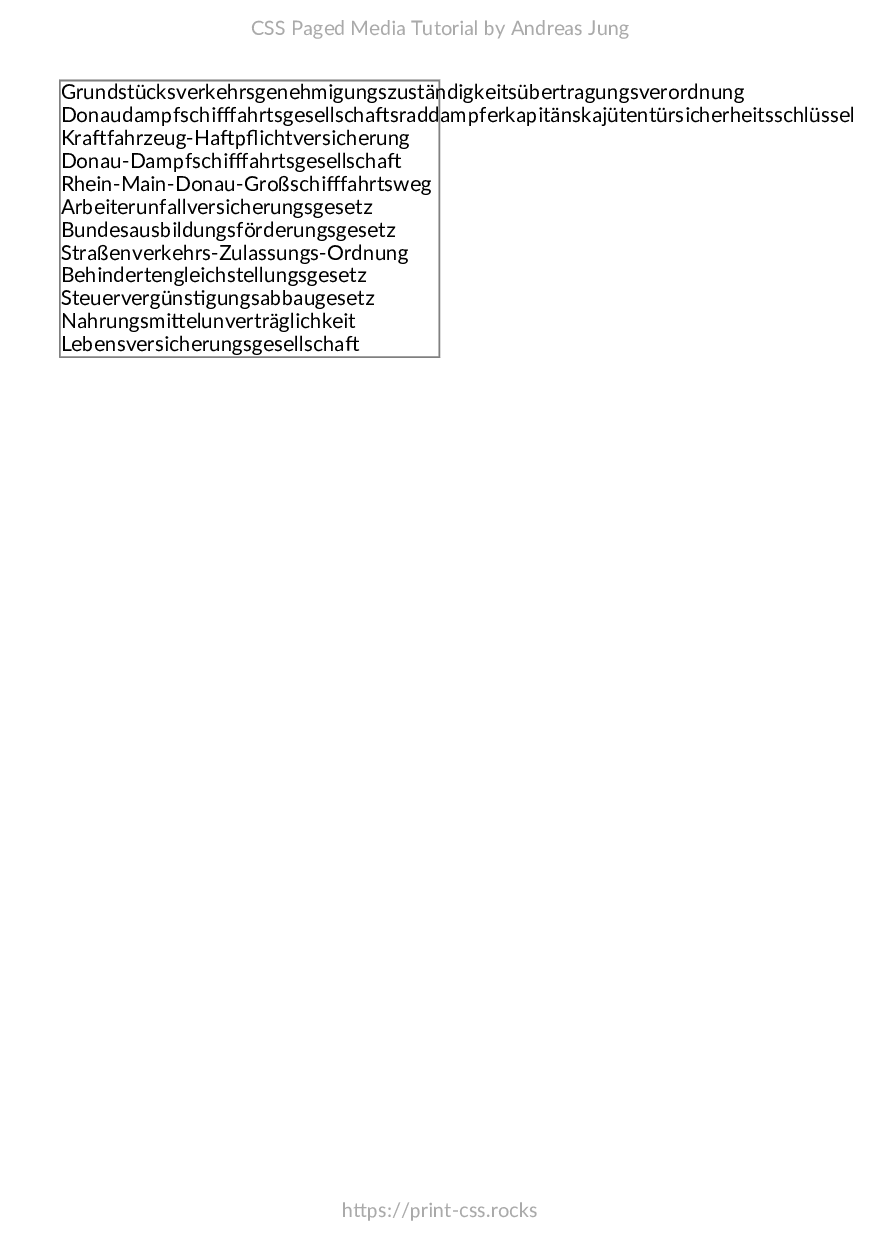 CSS Paged Media Tutorial by Andreas Jung
Grundstücksverkehrsgenehmigungszuständigkeitsübertragungsverordnung
Donaudampfschifffahrtsgesellschaftsraddampferkapitänskajütentürsicherheitsschlüssel
Kraftfahrzeug-Haftpflichtversicherung
Donau-Dampfschifffahrtsgesellschaft
Rhein-Main-Donau-Großschifffahrtsweg
Arbeiterunfallversicherungsgesetz
Bundesausbildungsförderungsgesetz
Straßenverkehrs-Zulassungs-Ordnung
Behindertengleichstellungsgesetz
Steuervergünstigungsabbaugesetz
Nahrungsmittelunverträglichkeit
Lebensversicherungsgesellschaft
https://print-css.rocks